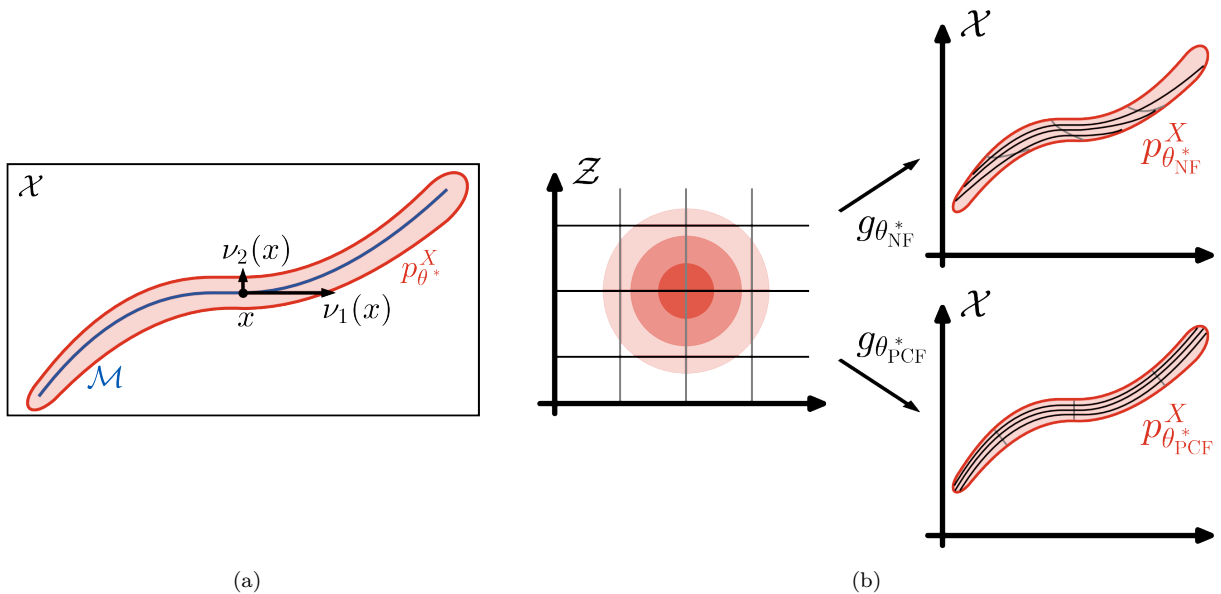 𝒳
ν₂(x)
p^X_{θ*}
x
ν₁(x)
ℳ
(a)
𝒵
g_{θ*_NF}
g_{θ*_PCF}
𝒳
p^X_{θ*_NF}
𝒳
p^X_{θ*_PCF}
(b)